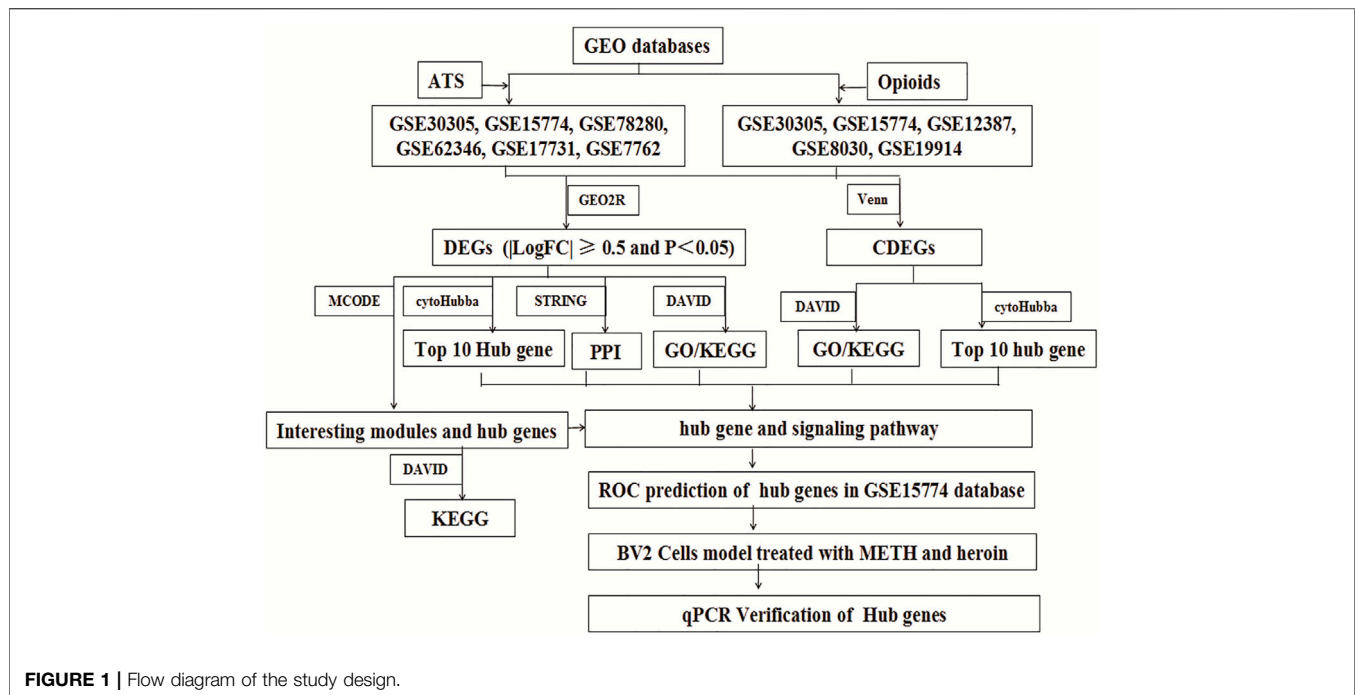 GEO databases
ATS
Opioids
GSE30305, GSE15774, GSE78280,
GSE62346, GSE17731, GSE7762
GSE30305, GSE15774, GSE12387,
GSE8030, GSE19914
GEO2R
Venn
DEGs (|LogFC| ≥ 0.5 and P<0.05)
CDEGs
MCODE
cytoHubba
STRING
DAVID
DAVID
cytoHubba
Top 10 Hub gene
PPI
GO/KEGG
GO/KEGG
Top 10 hub gene
Interesting modules and hub genes
hub gene and signaling pathway
DAVID
KEGG
ROC prediction of hub genes in GSE15774 database
BV2 Cells model treated with METH and heroin
qPCR Verification of Hub genes
FIGURE 1 | Flow diagram of the study design.